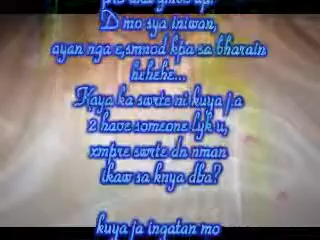 D mo sya iniwan,
ayan nga e,smnod kpa sa bharain
hehehe...
Kaya ka swrte ni kuya ja
2 have someone lyk u,
xmpre swrte dn nman
ikaw sa knya dba?
kuya ja ingatan mo